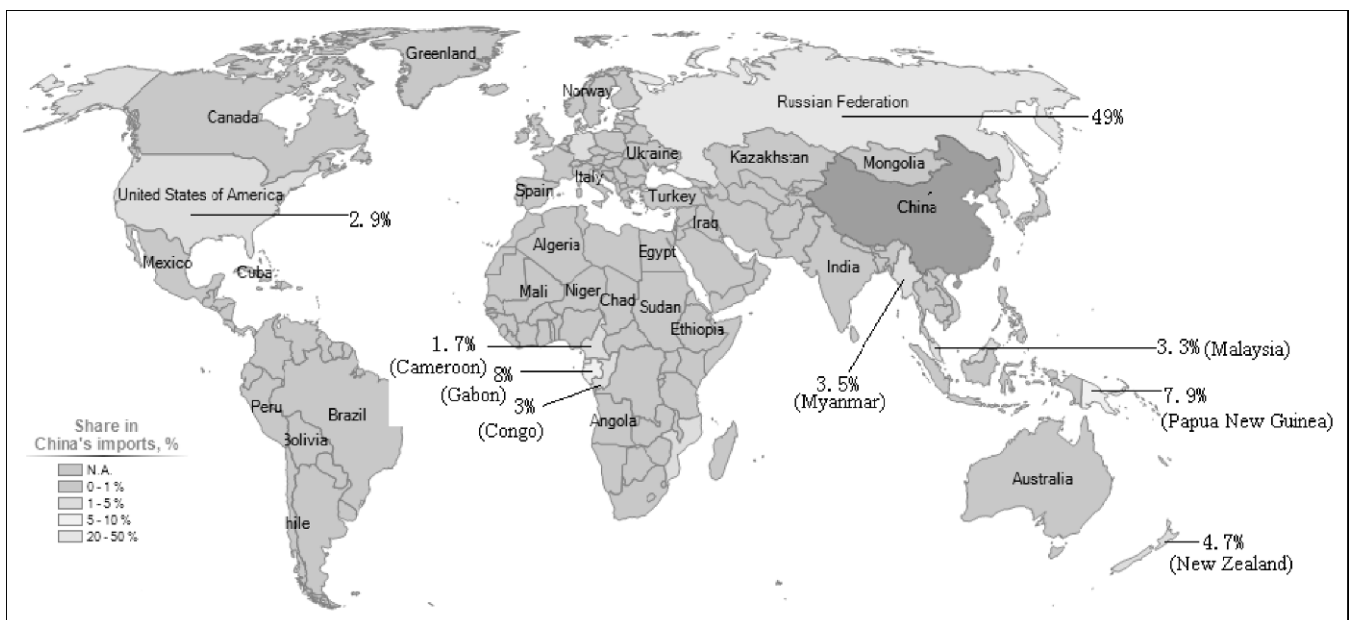 Greenland
Norway
Russian Federation
49%
Canada
Ukraine
Kazakhstan
Mongolia
Italy
United States of America
Spain
Turkey
China
2.9%
Iraq
Algeria
Egypt
Mexico
Cuba
India
Mali
Niger
Chad
Sudan
Ethiopia
1.7%
(Cameroon)
8%
(Gabon)
3%
(Congo)
3.5%
(Myanmar)
3.3% (Malaysia)
7.9%
(Papua New Guinea)
Peru
Brazil
Angola
Bolivia
Share in
China's imports, %
N.A.
0 - 1 %
1 - 5 %
5 - 10 %
20 - 50 %
Australia
hile
4.7%
(New Zealand)